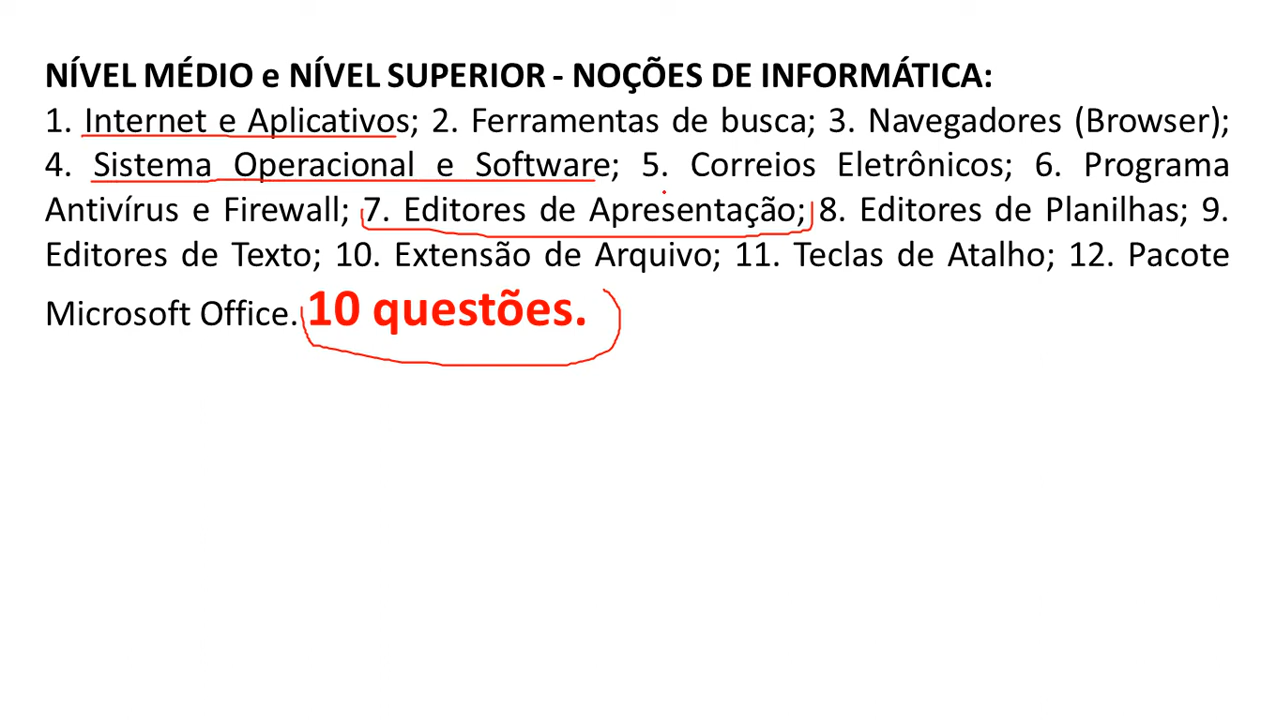 NÍVEL MÉDIO e NÍVEL SUPERIOR - NOÇÕES DE INFORMÁTICA:
1. Internet e Aplicativos; 2. Ferramentas de busca; 3. Navegadores (Browser);
4. Sistema Operacional e Software; 5. Correios Eletrônicos; 6. Programa
Antivírus e Firewall; 7. Editores de Apresentação; 8. Editores de Planilhas; 9.
Editores de Texto; 10. Extensão de Arquivo; 11. Teclas de Atalho; 12. Pacote
Microsoft Office. 10 questões.